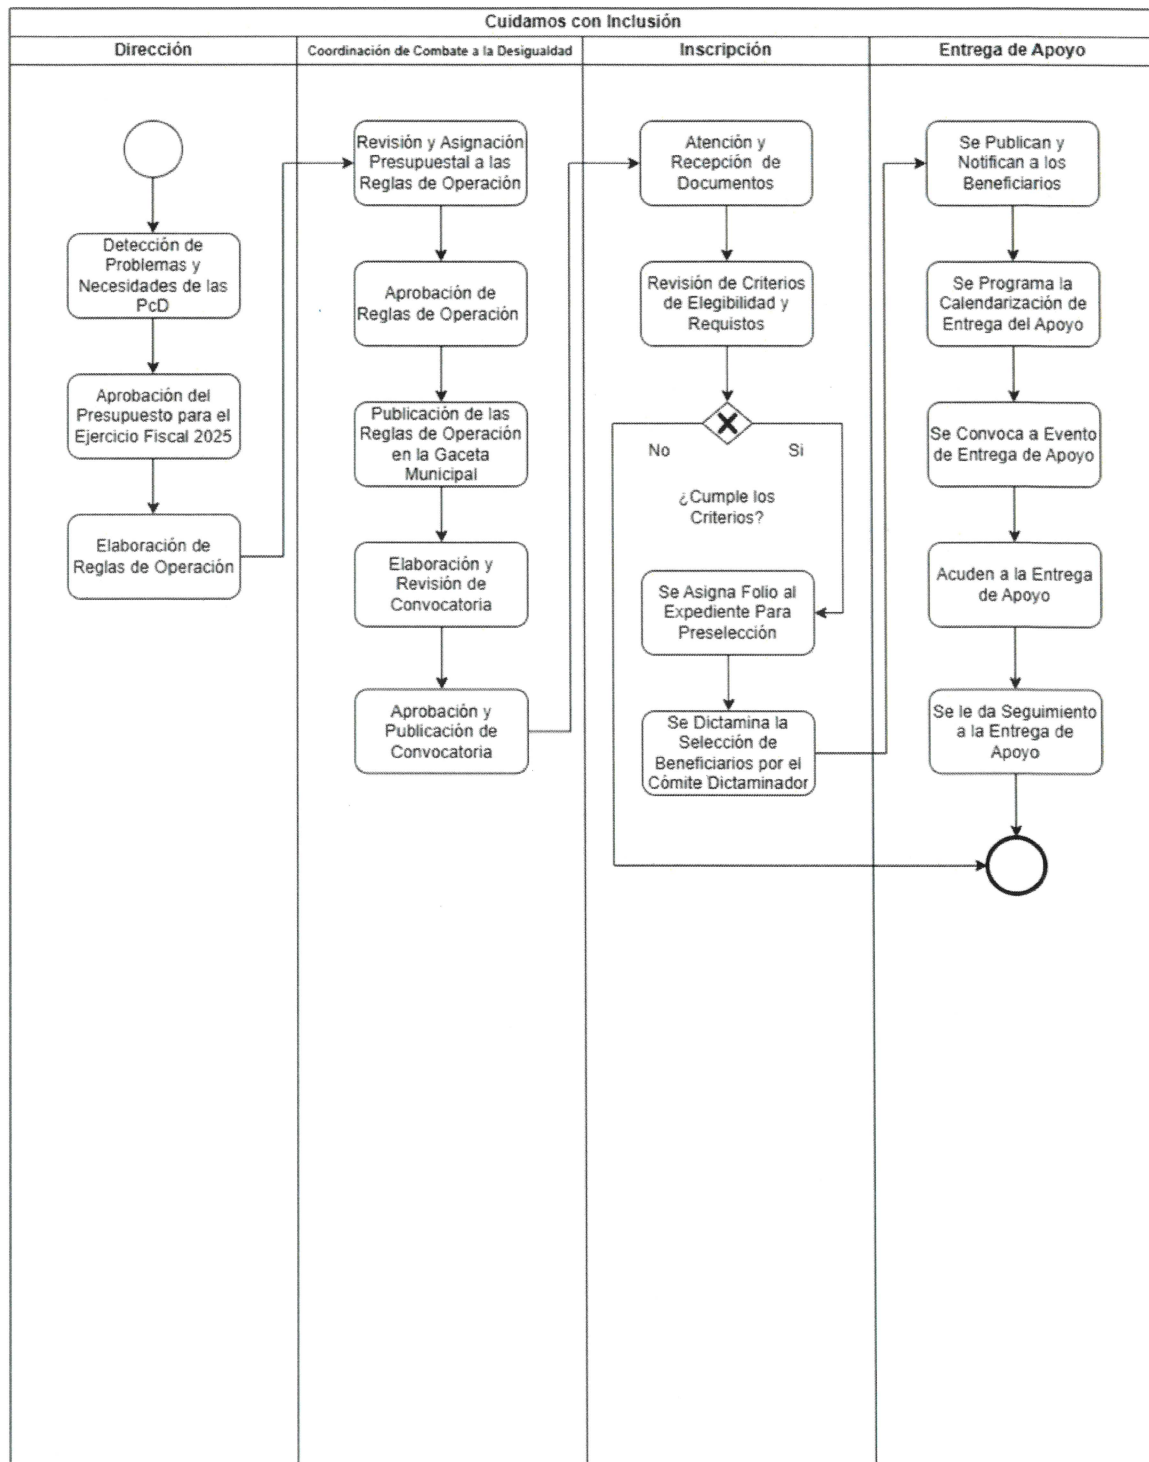 Cuidamos con Inclusión
Dirección
Coordinación de Combate a la Desigualdad
Inscripción
Entrega de Apoyo
Detección de
Problemas y
Necesidades de las
PcD
Aprobación del
Presupuesto para el
Ejercicio Fiscal 2025
Elaboración de
Reglas de Operación
Revisión y Asignación
Presupuestal a las
Reglas de Operación
Aprobación de
Reglas de Operación
Publicación de las
Reglas de Operación
en la Gaceta
Municipal
Elaboración y
Revisión de
Convocatoria
Aprobación y
Publicación de
Convocatoria
Atención y
Recepción de
Documentos
Revisión de Criterios
de Elegibilidad y
Requistos
No
Si
¿Cumple los
Criterios?
Se Asigna Folio al
Expediente Para
Preselección
Se Dictamina la
Selección de
Beneficiarios por el
Cómite Dictaminador
Se Publican y
Notifican a los
Beneficiarios
Se Programa la
Calendarización de
Entrega del Apoyo
Se Convoca a Evento
de Entrega de Apoyo
Acuden a la Entrega
de Apoyo
Se le da Seguimiento
a la Entrega de
Apoyo